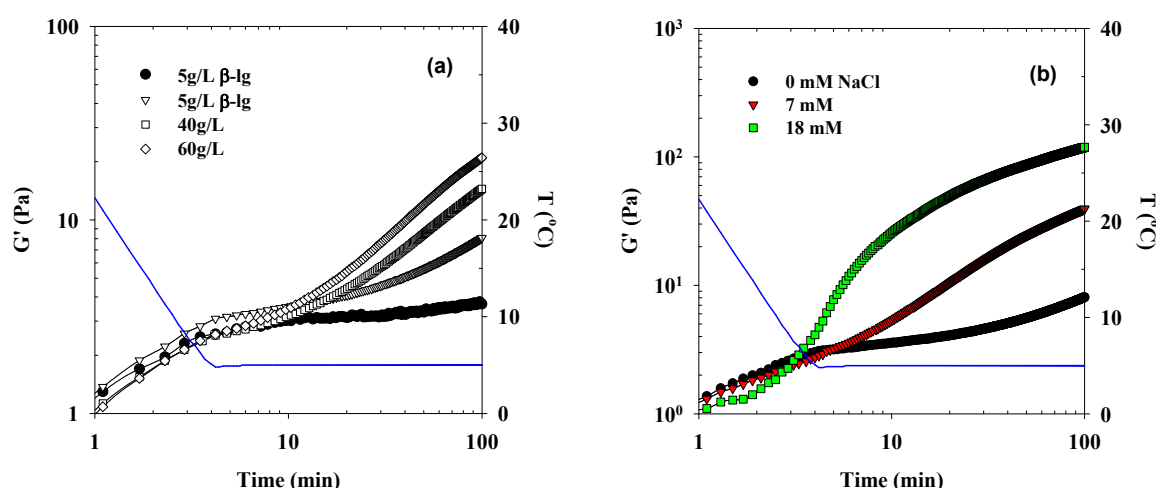 (a)
5g/L β-lg
5g/L β-lg
40g/L
60g/L
G' (Pa)
100
10
1
T (°C)
40
30
20
10
0
1 10 100
Time (min)
(b)
0 mM NaCl
7 mM
18 mM
G' (Pa)
10³
10²
10¹
10⁰
T (°C)
40
30
20
10
0
1 10 100
Time (min)